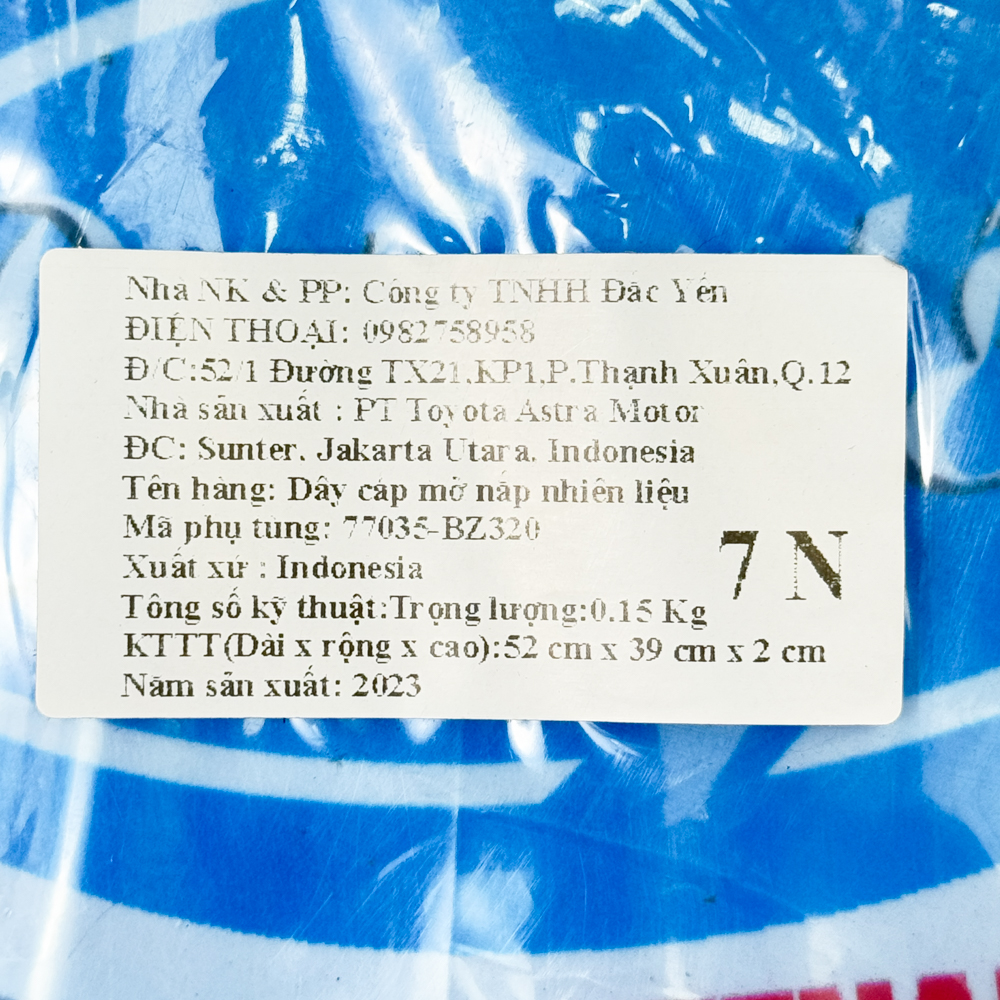 Nhà NK & PP: Công ty TNHH Đắc Yến
ĐIỆN THOẠI: 0982758958
Đ/C:52/1 Đường TX21,KP1,P.Thạnh Xuân,Q.12
Nhà sản xuất : PT Toyota Astra Motor
ĐC: Sunter, Jakarta Utara, Indonesia
Tên hàng: Dây cáp mở nắp nhiên liệu
Mã phụ tùng: 77035-BZ320
Xuất xứ : Indonesia
7 N
Tông số kỹ thuật:Trọng lượng:0.15 Kg
KTTT(Dài x rộng x cao):52 cm x 39 cm x 2 cm
Năm sản xuất: 2023